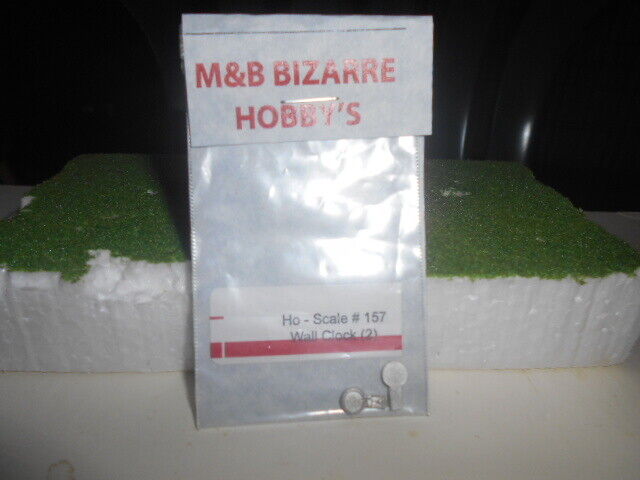 M&B BIZARRE
HOBBY'S
Ho - Scale # 157
Wall Clock (2)